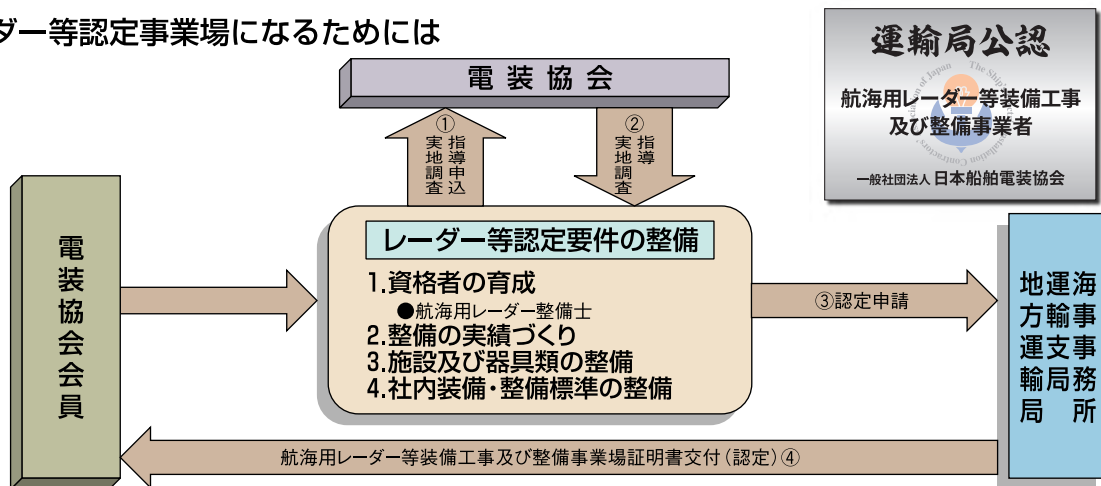 ダー等認定事業場になるためには
運輸局公認
航海用レーダー等装備工事
及び整備事業者
一般社団法人 日本船舶電装協会
電装協会
①
指導申込
実地調査
②
指導
実地調査
電装協会会員
レーダー等認定要件の整備
1.資格者の育成
●航海用レーダー整備士
2.整備の実績づくり
3.施設及び器具類の整備
4.社内装備・整備標準の整備
③認定申請
海事事務所
運輸支局
地方運輸局
航海用レーダー等装備工事及び整備事業場証明書交付(認定)④